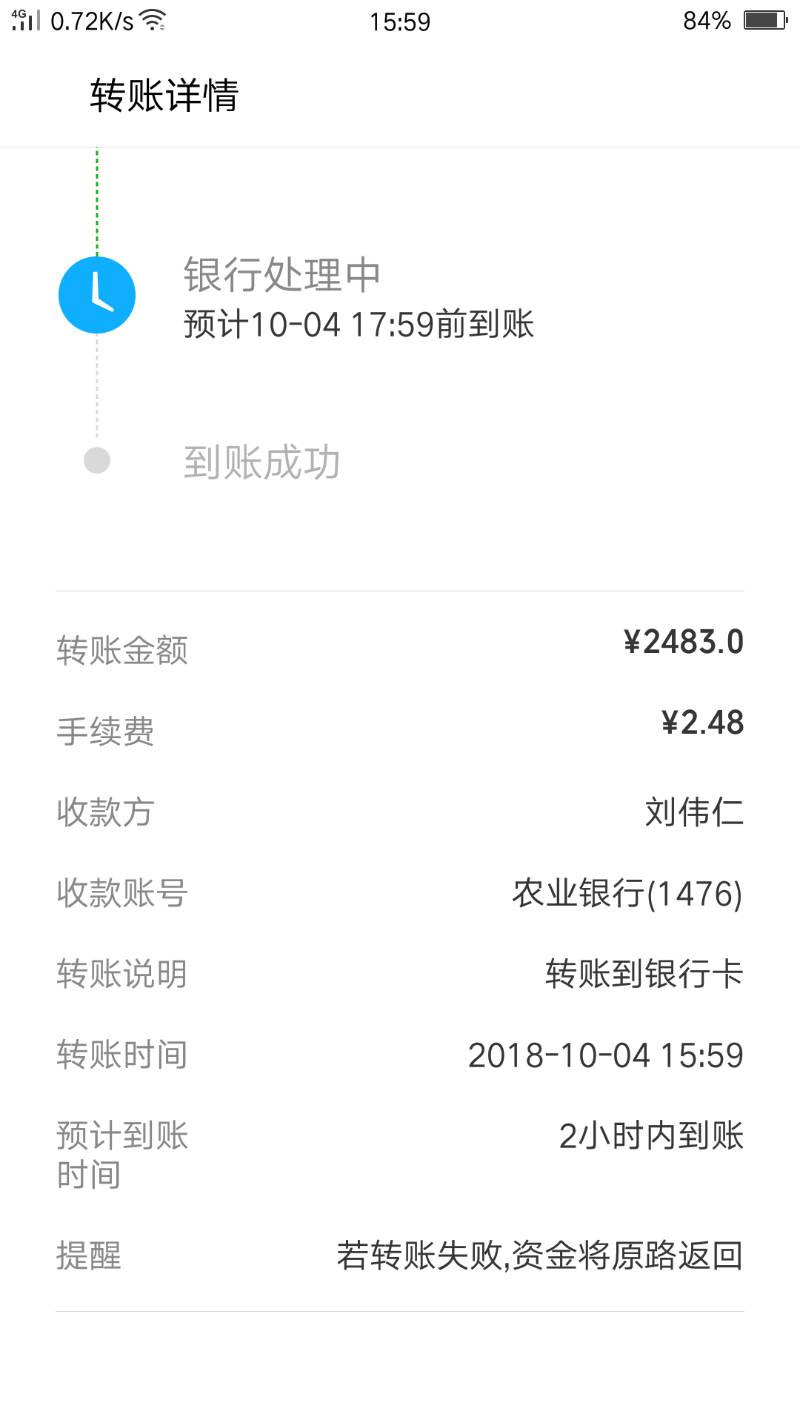 4G 0.72K/s 15:59 84%
转账详情
银行处理中
预计10-04 17:59前到账
到账成功
转账金额 ¥2483.0
手续费 ¥2.48
收款方 刘伟仁
收款账号 农业银行(1476)
转账说明 转账到银行卡
转账时间 2018-10-04 15:59
预计到账 2小时内到账
时间
提醒 若转账失败,资金将原路返回